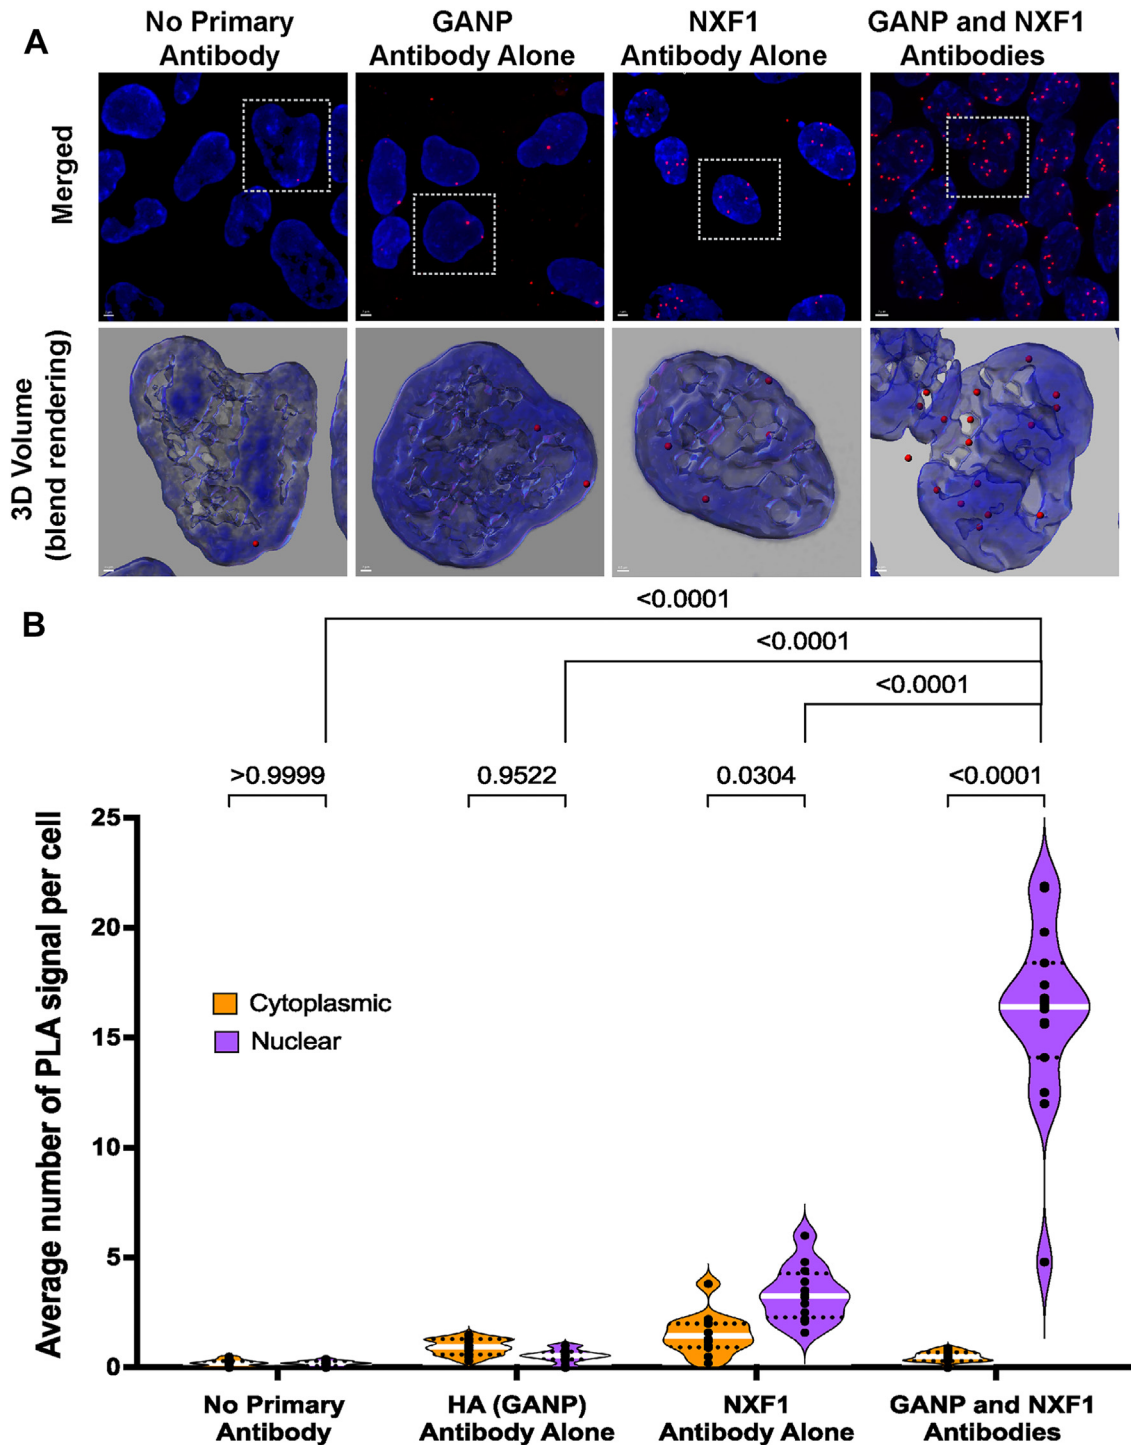 A
No Primary
Antibody
GANP
Antibody Alone
NXF1
Antibody Alone
GANP and NXF1
Antibodies
Merged
3D Volume
(blend rendering)
B
<0.0001
<0.0001
<0.0001
>0.9999
0.9522
0.0304
<0.0001
Average number of PLA signal per cell
25
20
15
10
5
0
Cytoplasmic
Nuclear
No Primary
Antibody
HA (GANP)
Antibody Alone
NXF1
Antibody Alone
GANP and NXF1
Antibodies